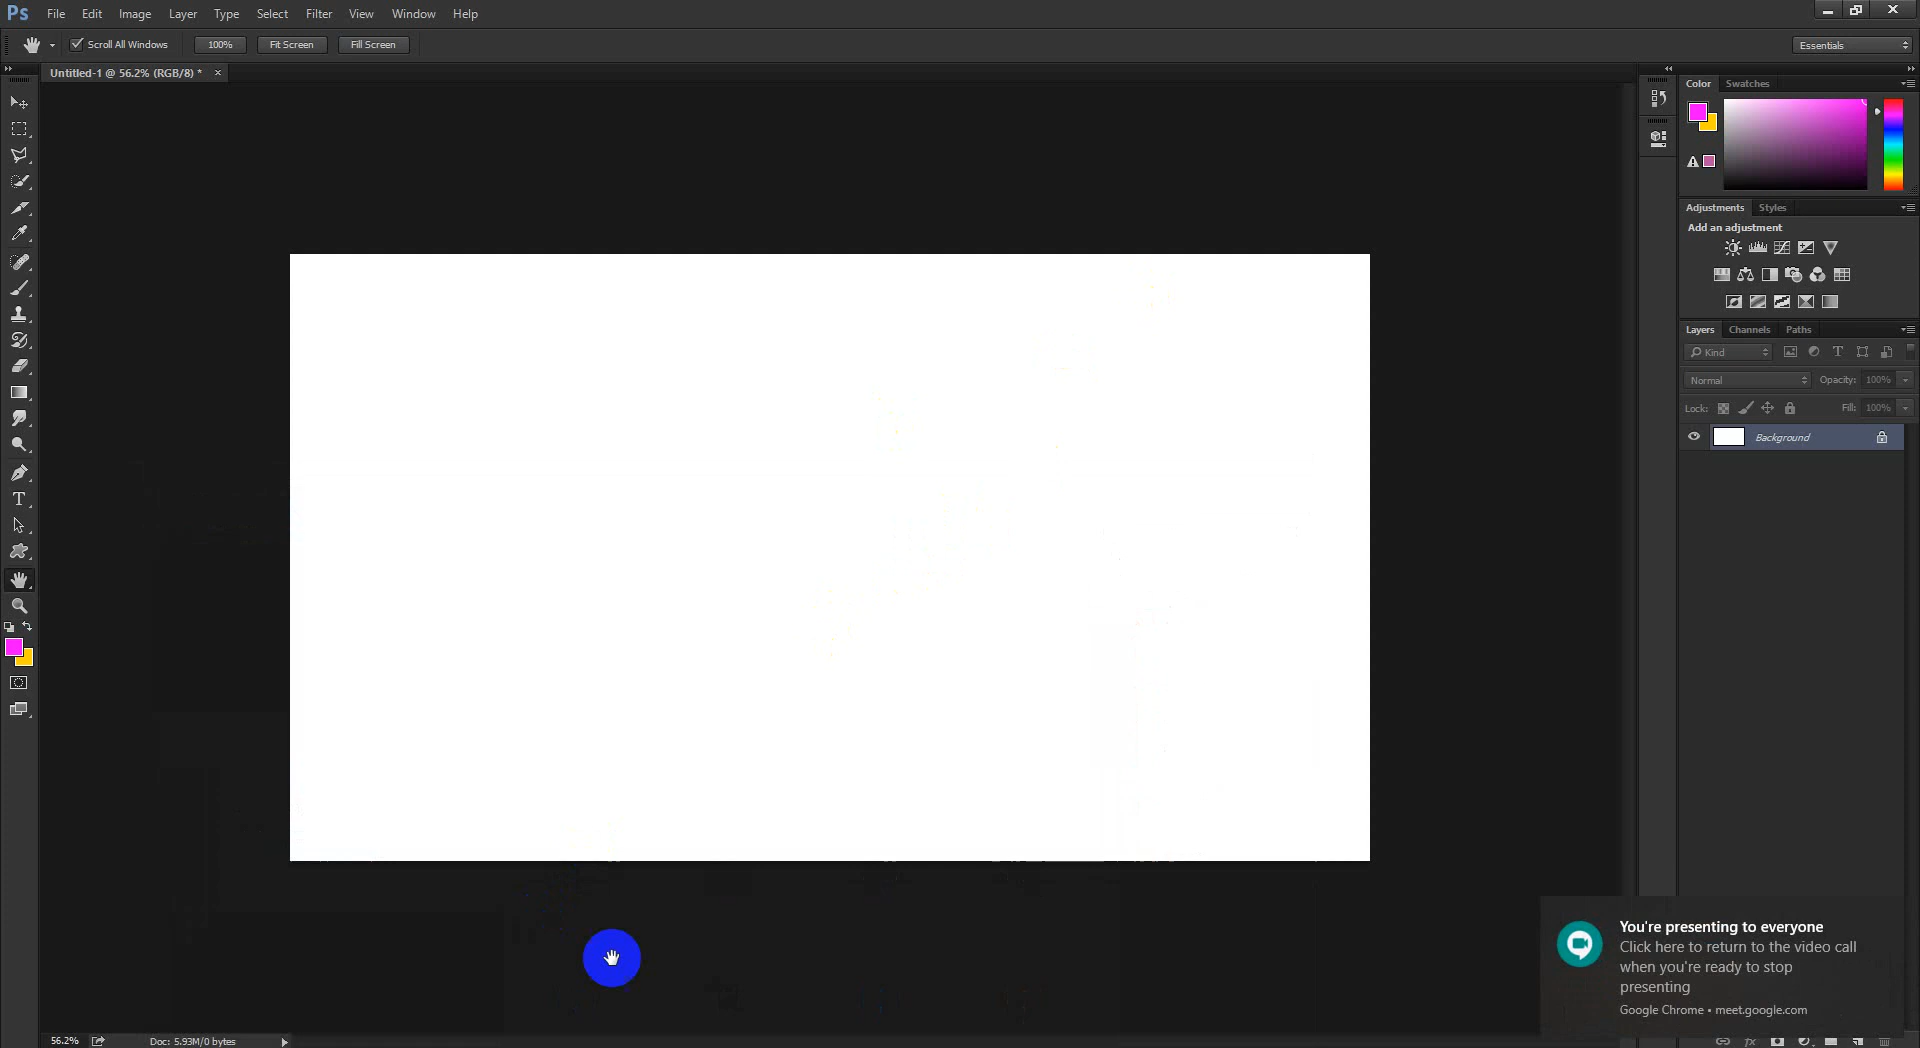 Ps File Edit Image Layer Type Select Filter View Window Help
Scroll All Windows 100% Fit Screen Fill Screen Essentials
Untitled-1 @ 56.2% (RGB/8) * ×
Color Swatches
Adjustments Styles
Add an adjustment
Layers Channels Paths
Kind
Normal Opacity: 100%
Lock: Fill: 100%
Background
You're presenting to everyone
Click here to return to the video call
when you're ready to stop
presenting
Google Chrome • meet.google.com
56.2% Doc: 5.93M/0 bytes fx